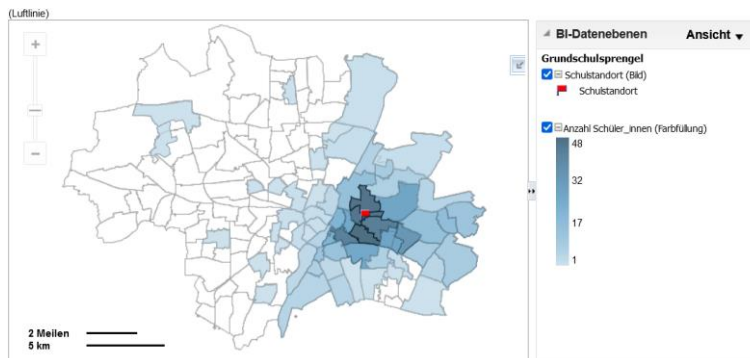 (Luftlinie)
BI-Datenebenen
Ansicht
Grundschulsprengel
Schulstandort (Bild)
Schulstandort
Anzahl Schüler_innen (Farbfüllung)
48
32
17
1
2 Meilen
5 km